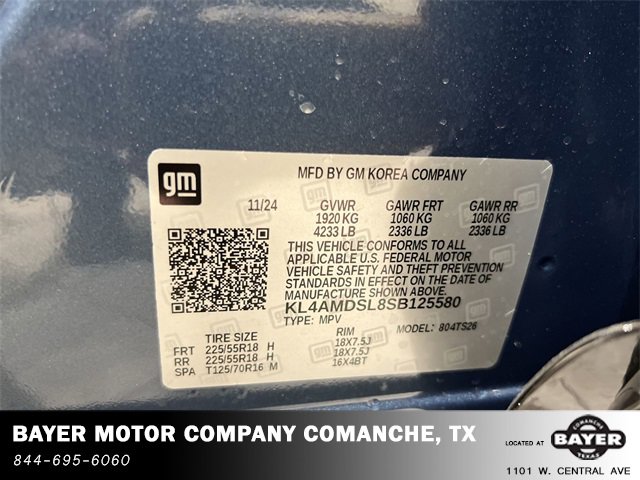 gm
MFD BY GM KOREA COMPANY
11/24 GVWR GAWR FRT GAWR RR
1920 KG 1060 KG 1060 KG
4233 LB 2336 LB 2336 LB
THIS VEHICLE CONFORMS TO ALL
APPLICABLE U.S. FEDERAL MOTOR
VEHICLE SAFETY AND THEFT PREVENTION
STANDARDS IN EFFECT ON THE DATE OF
MANUFACTURE SHOWN ABOVE.
KL4AMDSL8SB125580
TYPE: MPV MODEL: 804TS26
TIRE SIZE RIM
FRT 225/55R18 H 18X7.5J
RR 225/55R18 H 18X7.5J
SPA T125/70R16 M 16X4BT
BAYER MOTOR COMPANY COMANCHE, TX
844-695-6060
LOCATED AT
COMANCHE
BAYER
TEXAS
1101 W. CENTRAL AVE